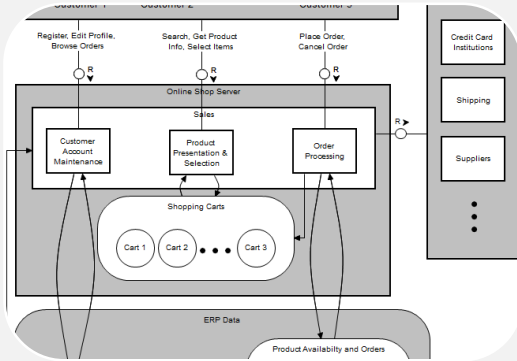 Customer 1
Customer 2
Customer 3
Register, Edit Profile,
Browse Orders
Search, Get Product
Info, Select Items
Place Order,
Cancel Order
Credit Card
Institutions
R
R
R
Online Shop Server
Shipping
Sales
R
Customer
Account
Maintenance
Product
Presentation &
Selection
Order
Processing
Suppliers
Shopping Carts
Cart 1
Cart 2
Cart 3
ERP Data
Product Availability and Orders